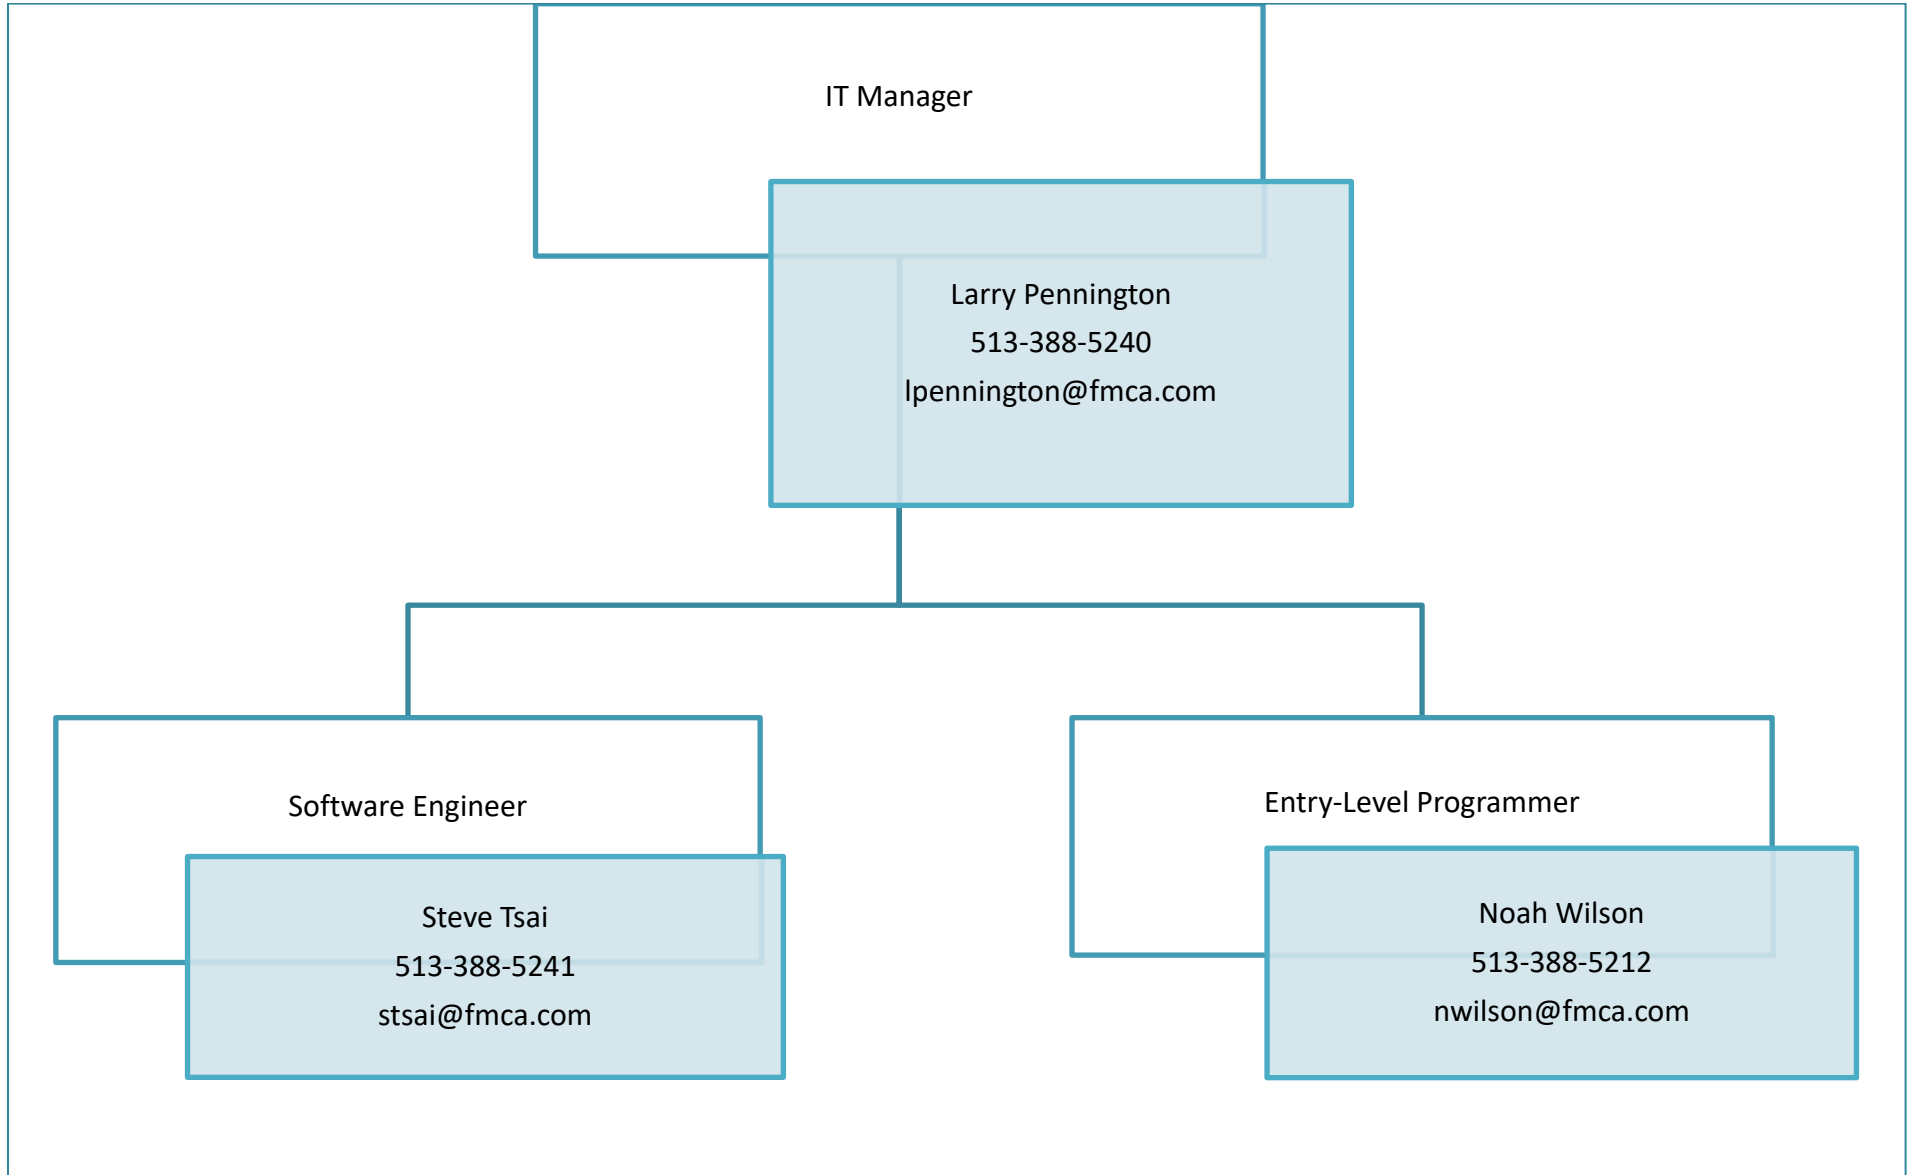 IT Manager
Larry Pennington
513-388-5240
lpennington@fmca.com
Software Engineer
Steve Tsai
513-388-5241
stsai@fmca.com
Entry-Level Programmer
Noah Wilson
513-388-5212
nwilson@fmca.com